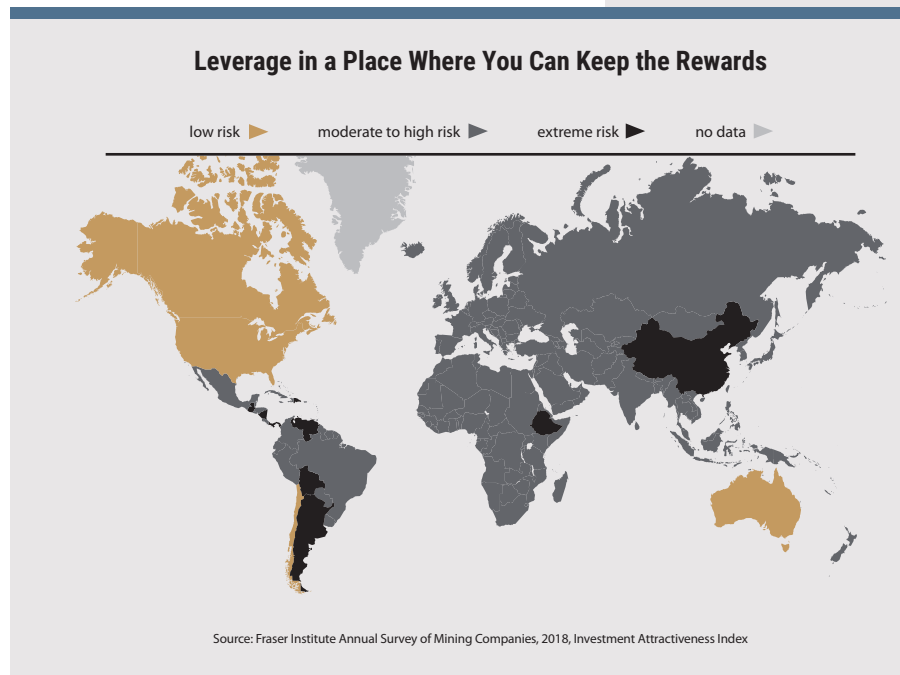 Leverage in a Place Where You Can Keep the Rewards
low risk moderate to high risk extreme risk no data
Source: Fraser Institute Annual Survey of Mining Companies, 2018, Investment Attractiveness Index